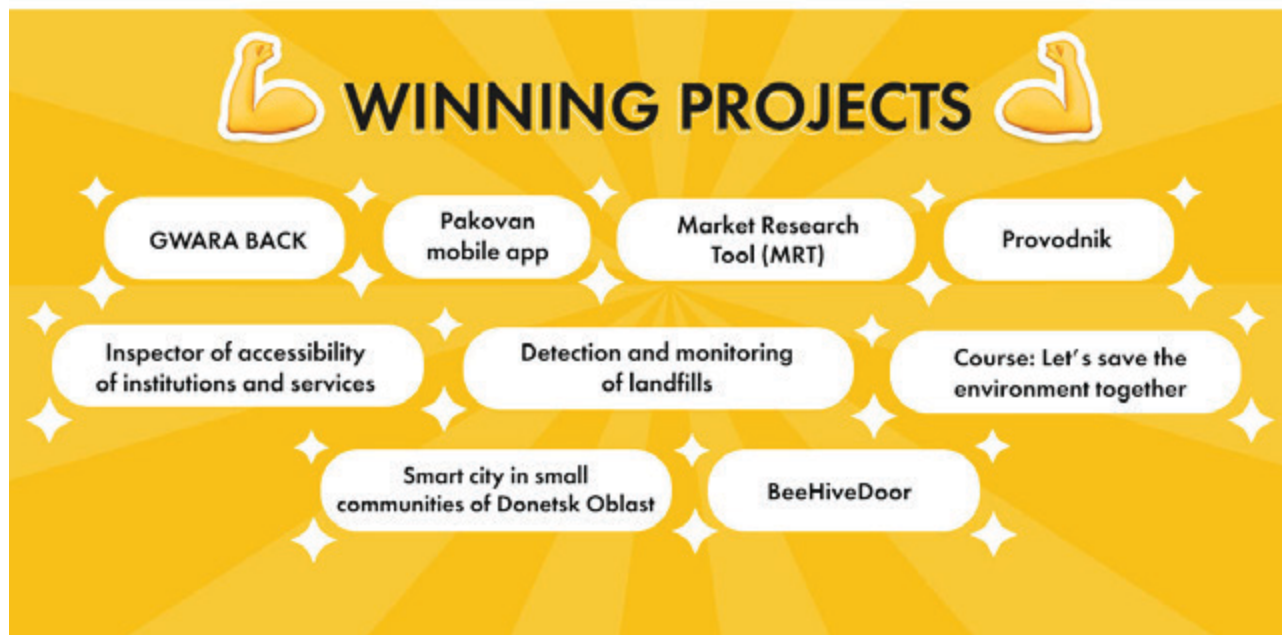 WINNING PROJECTS
GWARA BACK
Pakovan
mobile app
Market Research
Tool (MRT)
Provodnik
Inspector of accessibility
of institutions and services
Detection and monitoring
of landfills
Course: Let's save the
environment together
Smart city in small
communities of Donetsk Oblast
BeeHiveDoor